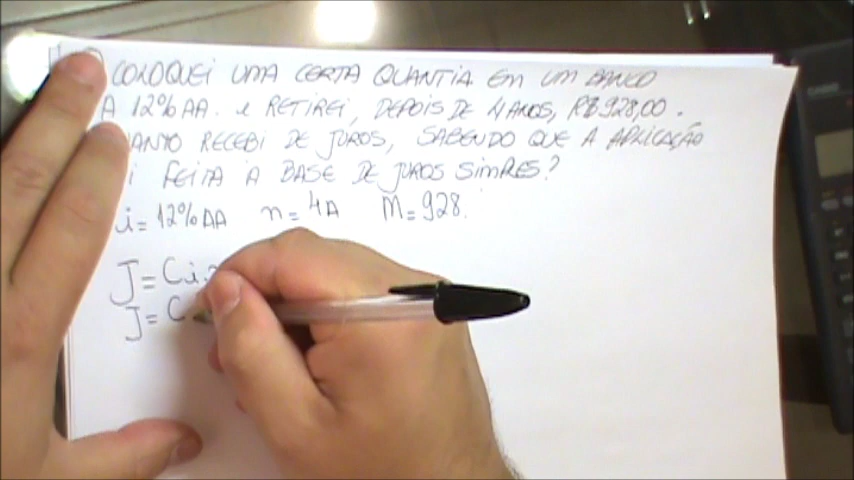 COLOQUEI UMA CERTA QUANTIA EM UM BANCO
A 12% AA. e RETIREI, DEPOIS DE 4 ANOS, R$ 928,00.
ANTO RECEBI DE JUROS, SABENDO QUE A APLICAÇÃO
I FEITA À BASE DE JUROS SIMPLES?
i = 12% AA n = 4A M = 928.
J = C.i.
J = C